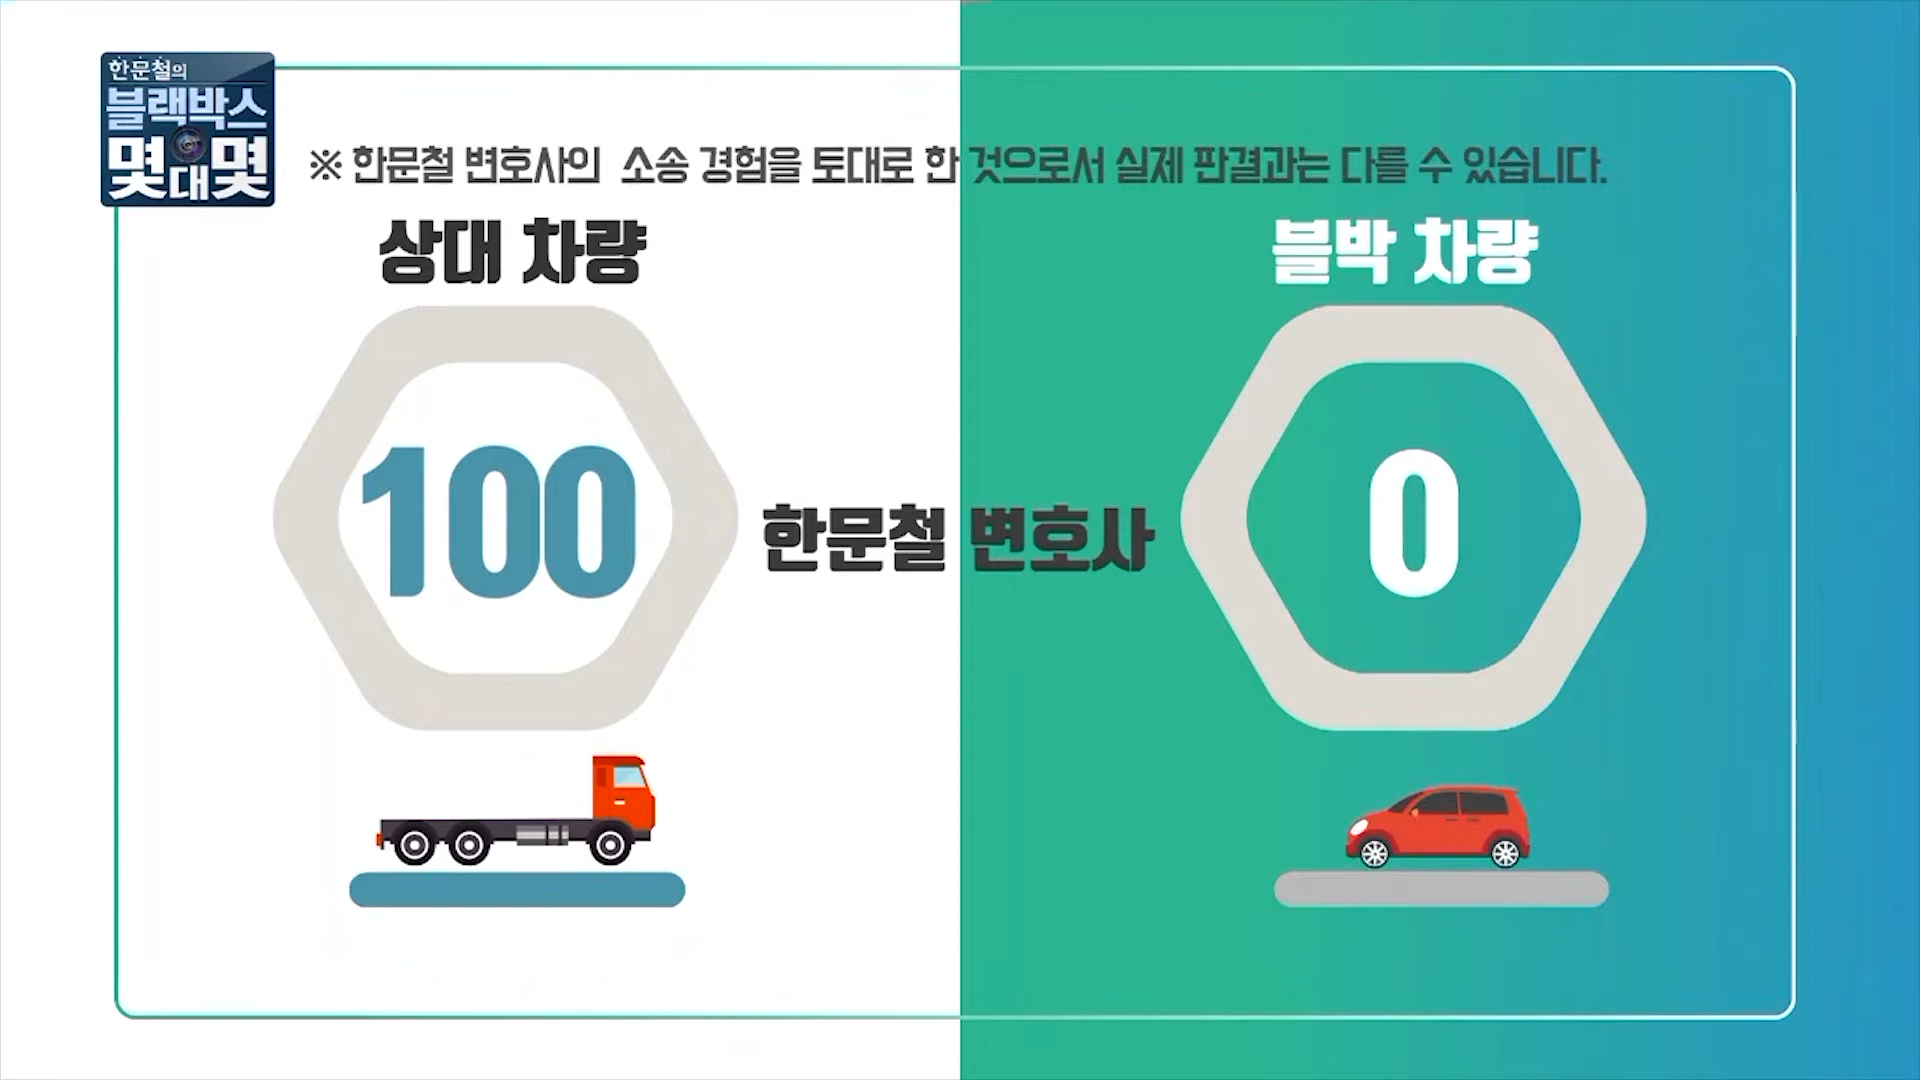 한문철의
블랙박스
몇대몇
※ 한문철 변호사의 소송 경험을 토대로 한 것으로서 실제 판결과는 다를 수 있습니다.
상대 차량
블박 차량
100
한문철 변호사
0